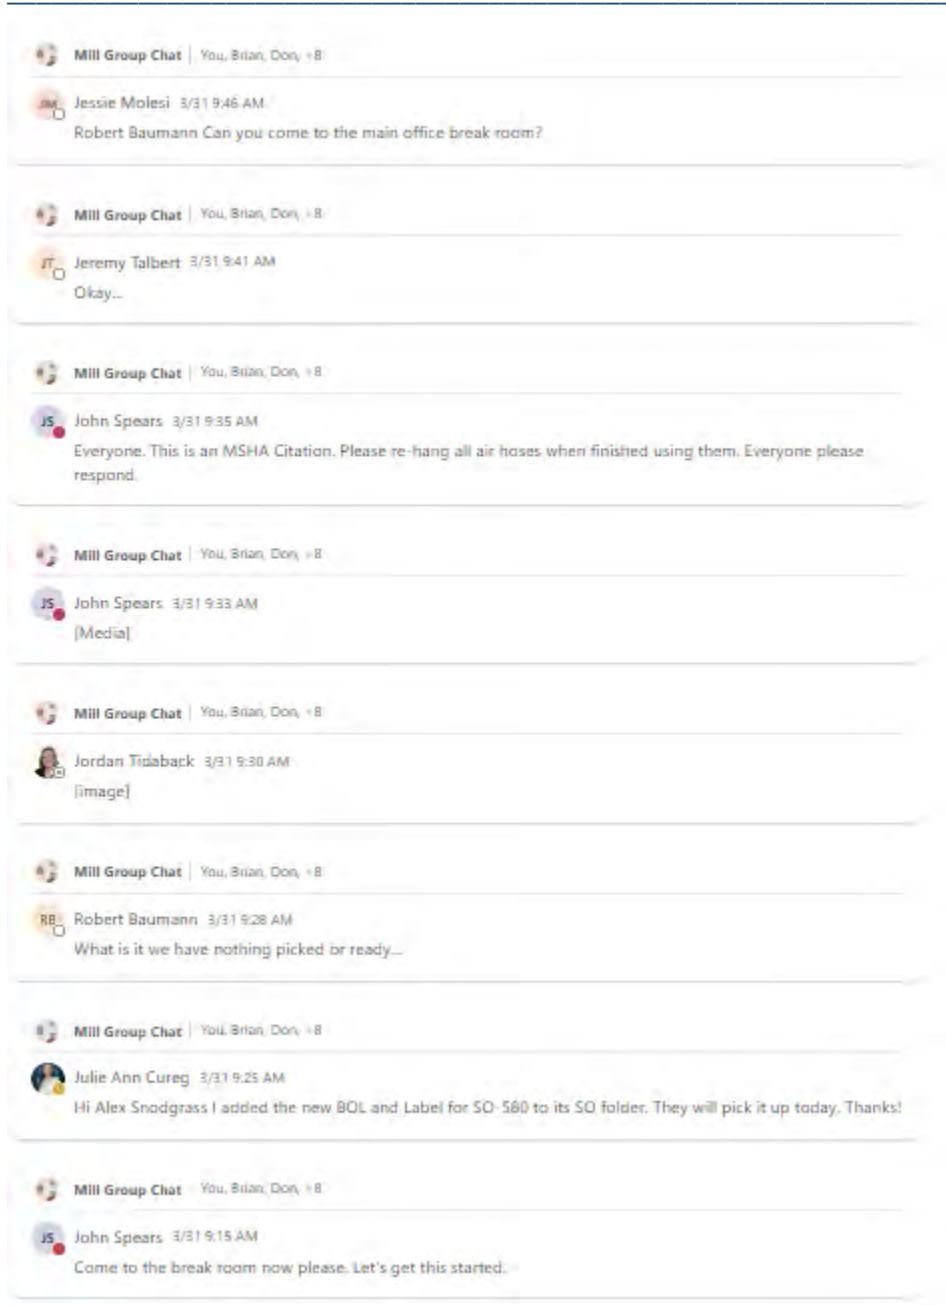 Mill Group Chat | You, Brian, Don, +8
JM Jessie Molesi 3/31 9:46 AM
Robert Baumann Can you come to the main office break room?
Mill Group Chat | You, Brian, Don, +8
JT Jeremy Talbert 3/31 9:41 AM
Okay...
Mill Group Chat | You, Brian, Don, +8
JS John Spears 3/31 9:35 AM
Everyone. This is an MSHA Citation. Please re-hang all air hoses when finished using them. Everyone please
respond.
Mill Group Chat | You, Brian, Don, +8
JS John Spears 3/31 9:33 AM
[Media]
Mill Group Chat | You, Brian, Don, +8
Jordan Tidaback 3/31 9:30 AM
[image]
Mill Group Chat | You, Brian, Don, +8
RB Robert Baumann 3/31 9:28 AM
What is it we have nothing picked or ready...
Mill Group Chat | You, Brian, Don, +8
Julie Ann Cureg 3/31 9:25 AM
Hi Alex Snodgrass I added the new BOL and Label for SO-580 to its SO folder. They will pick it up today. Thanks!
Mill Group Chat You, Brian, Don, +8
JS John Spears 3/31 9:15 AM
Come to the break room now please. Let's get this started.